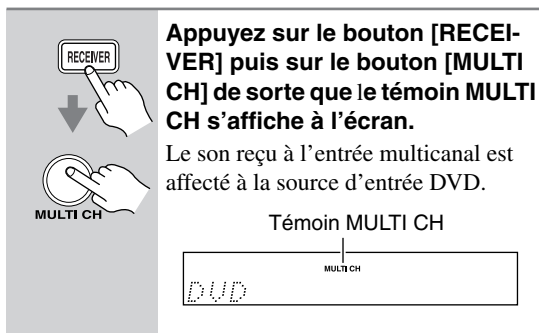 RECEIVER
MULTI CH
Appuyez sur le bouton [RECEI-
VER] puis sur le bouton [MULTI
CH] de sorte que le témoin MULTI
CH s’affiche à l’écran.
Le son reçu à l’entrée multicanal est
affecté à la source d’entrée DVD.
Témoin MULTI CH
MULTI CH
DVD